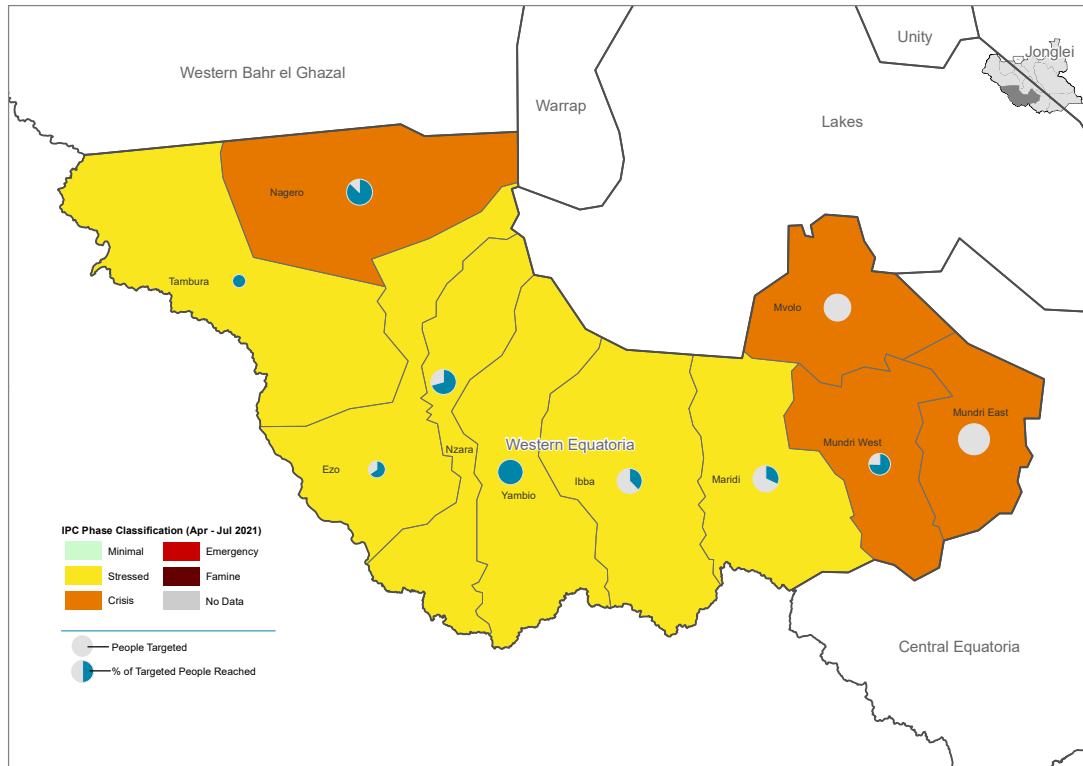 Unity
Jonglei
Western Bahr el Ghazal
Warrap
Lakes
Nagero
Tambura
Mvolo
Mundri East
Western Equatoria
Mundri West
Nzara
Ezo
Ibba
Maridi
Yambio
IPC Phase Classification (Apr - Jul 2021)
Minimal
Emergency
Stressed
Famine
Crisis
No Data
People Targeted
% of Targeted People Reached
Central Equatoria